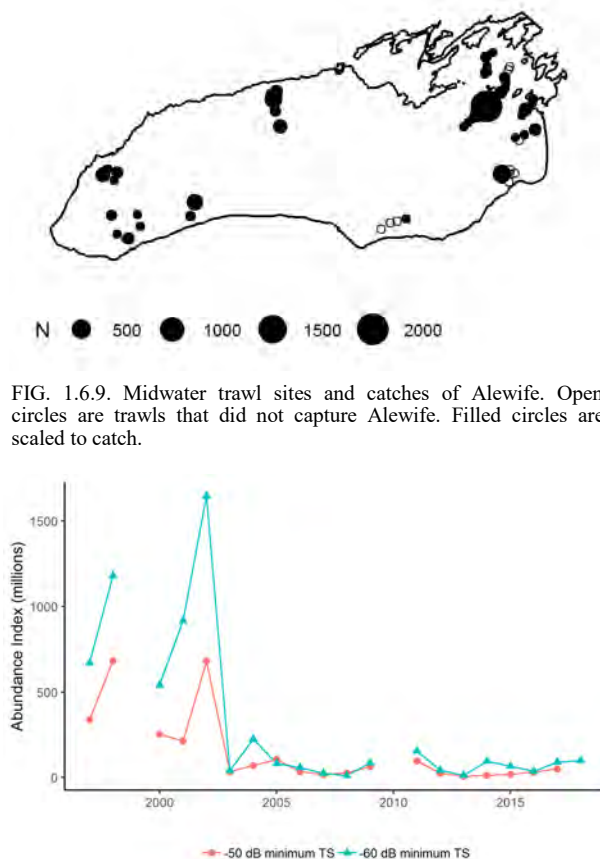 N 500 1000 1500 2000
FIG. 1.6.9. Midwater trawl sites and catches of Alewife. Open
circles are trawls that did not capture Alewife. Filled circles are
scaled to catch.
Abundance Index (millions)
1500
1000
500
0
2000 2005 2010 2015
-50 dB minimum TS -60 dB minimum TS